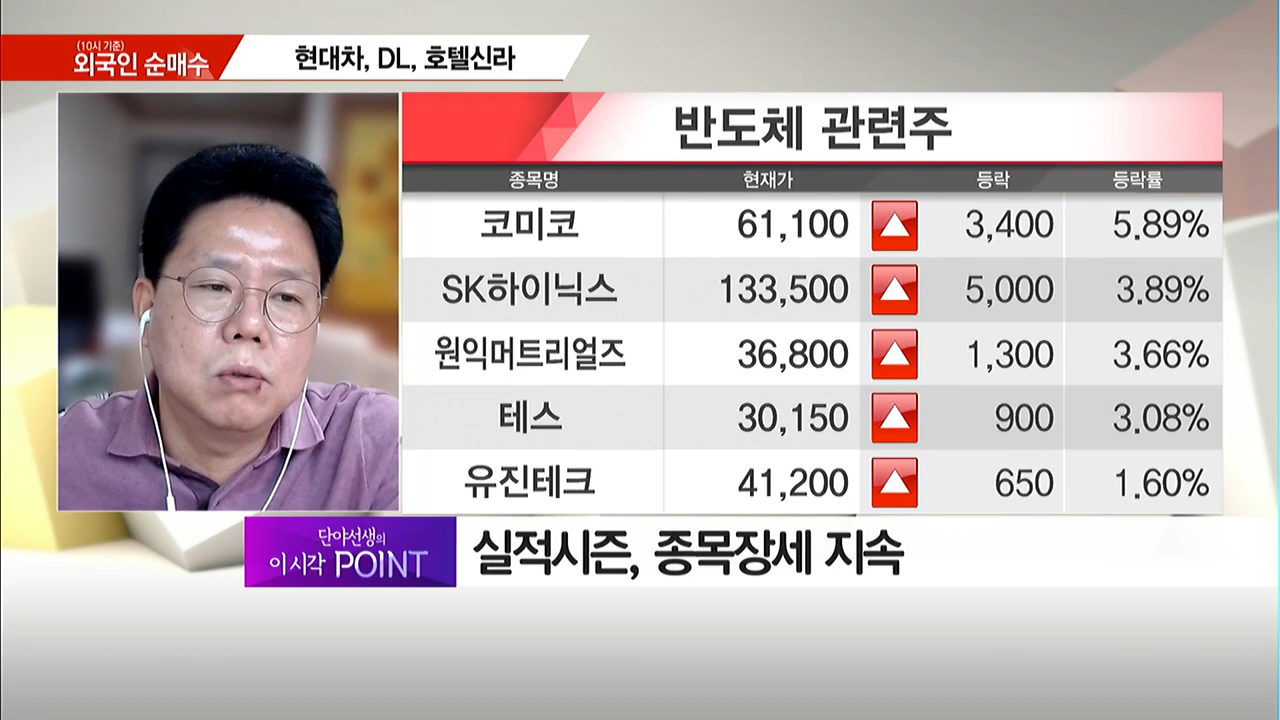 (10시 기준)
외국인 순매수
현대차, DL, 호텔신라
반도체 관련주
종목명 현재가 등락 등락률
코미코 61,100 3,400 5.89%
SK하이닉스 133,500 5,000 3.89%
원익머트리얼즈 36,800 1,300 3.66%
테스 30,150 900 3.08%
유진테크 41,200 650 1.60%
단야선생의
이 시각 POINT
실적시즌, 종목장세 지속